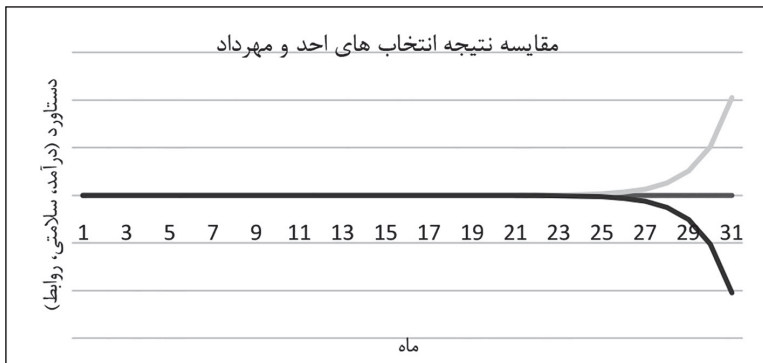 مقایسه نتیجه انتخاب های احد و مهرداد
دستاورد (درآمد، سلامتی، روابط)
1 3 5 7 9 11 13 15 17 19 21 23 25 27 29 31
ماه